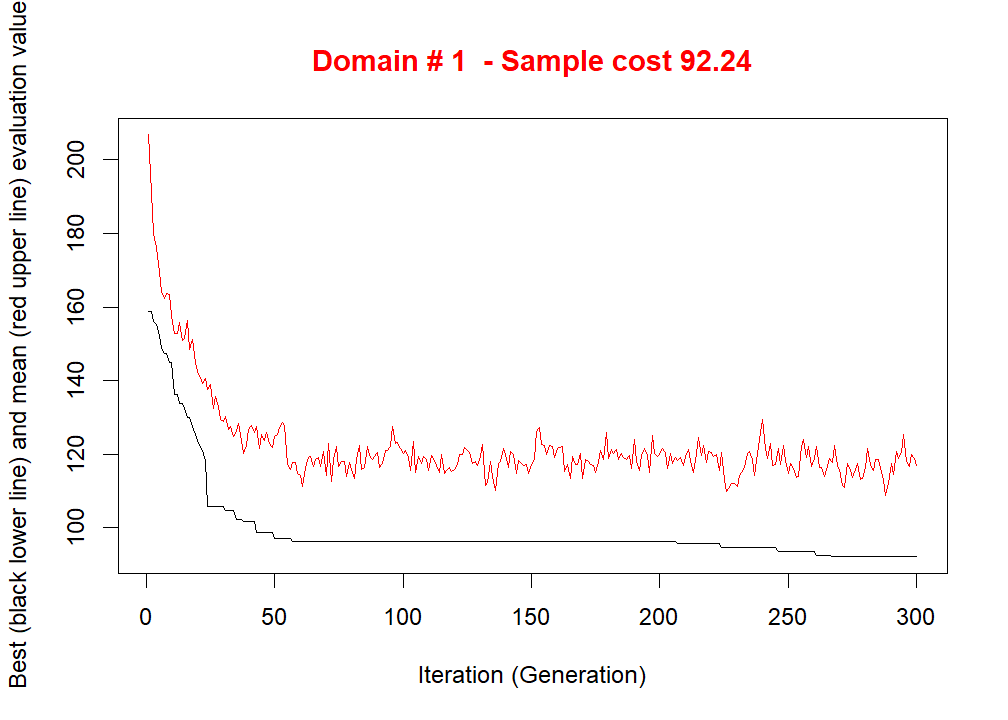 Domain # 1  - Sample cost 92.24
Best (black lower line) and mean (red upper line) evaluation value
200
180
160
140
120
100
0 50 100 150 200 250 300
Iteration (Generation)